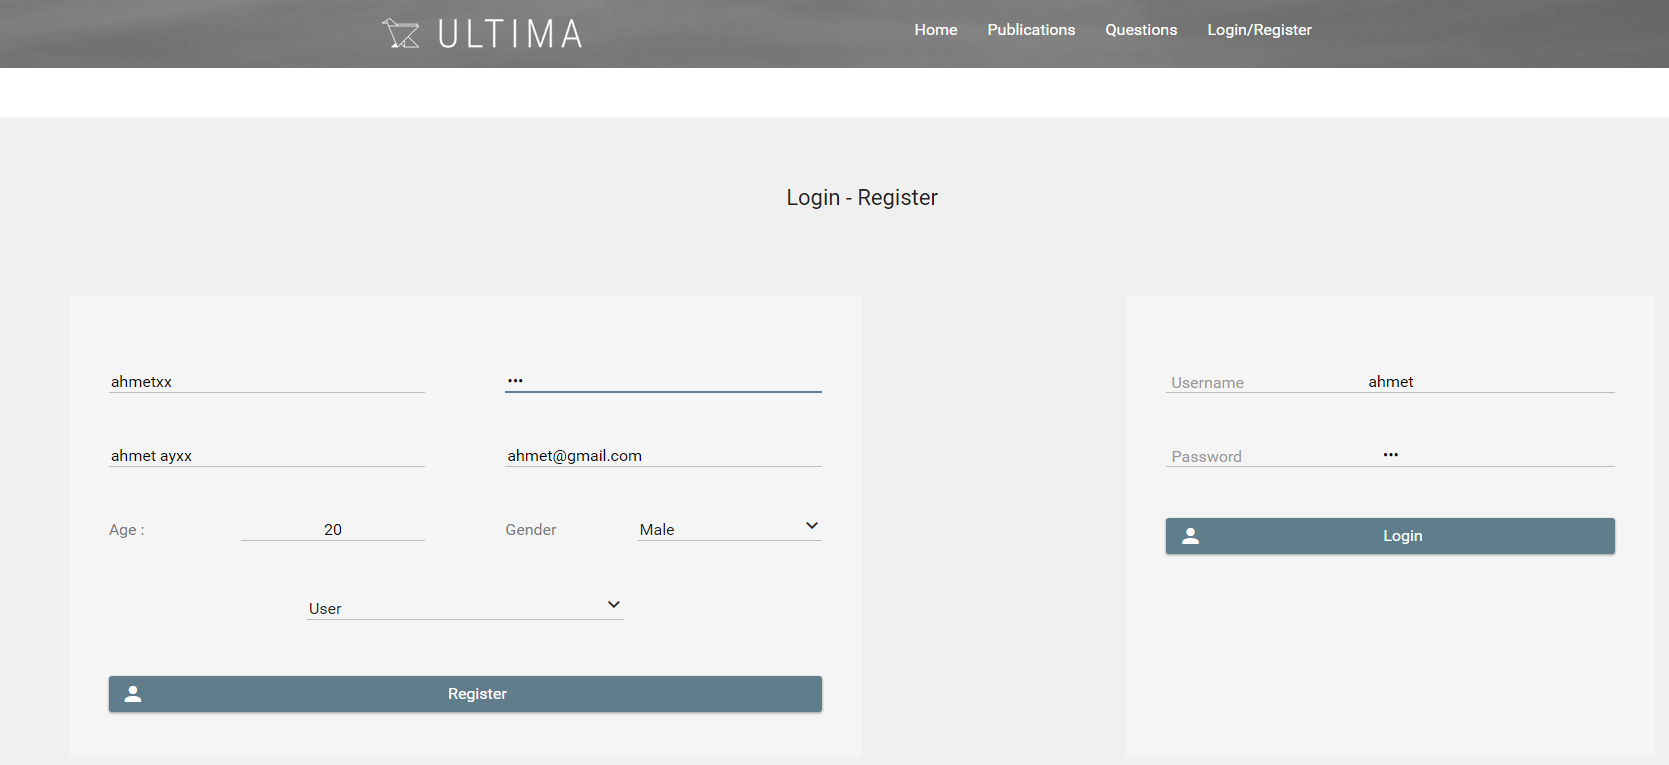 ULTIMA
Home Publications Questions Login/Register
Login - Register
ahmetxx •••
ahmet ayxx ahmet@gmail.com
Age : 20 Gender Male
User
Register
Username ahmet
Password •••
Login